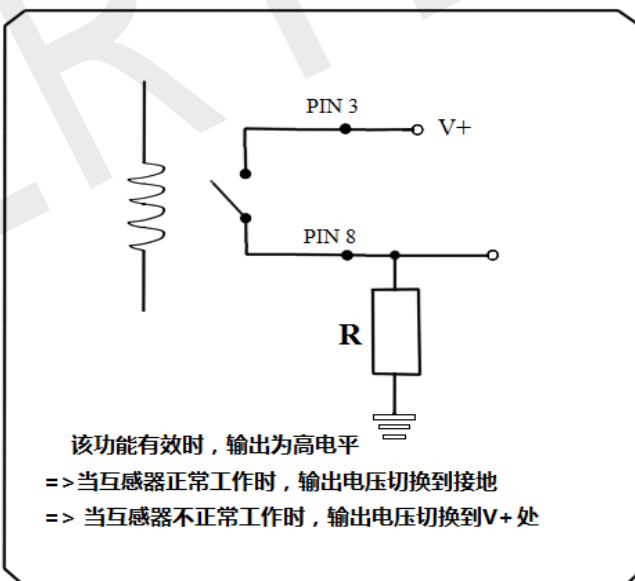 PIN 3
V+
PIN 8
R
该功能有效时，输出为高电平
=>当互感器正常工作时，输出电压切换到接地
=> 当互感器不正常工作时，输出电压切换到V+处